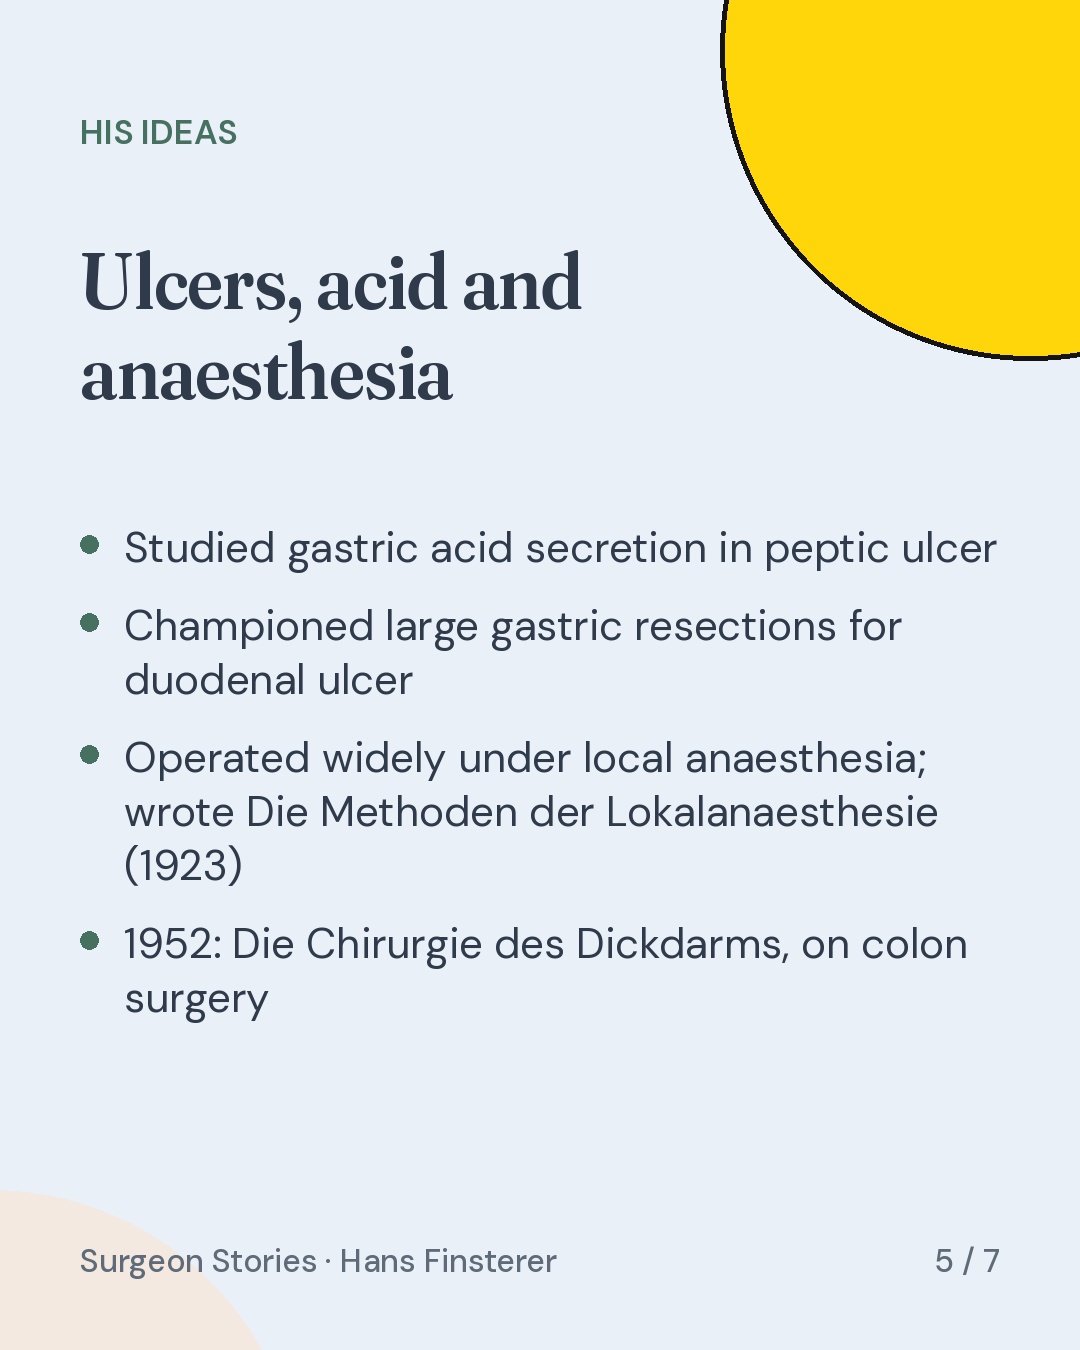 HIS IDEAS
Ulcers, acid and
anaesthesia
Studied gastric acid secretion in peptic ulcer
Championed large gastric resections for
duodenal ulcer
Operated widely under local anaesthesia;
wrote Die Methoden der Lokalanaesthesie
(1923)
1952: Die Chirurgie des Dickdarms, on colon
surgery
Surgeon Stories · Hans Finsterer
5 / 7